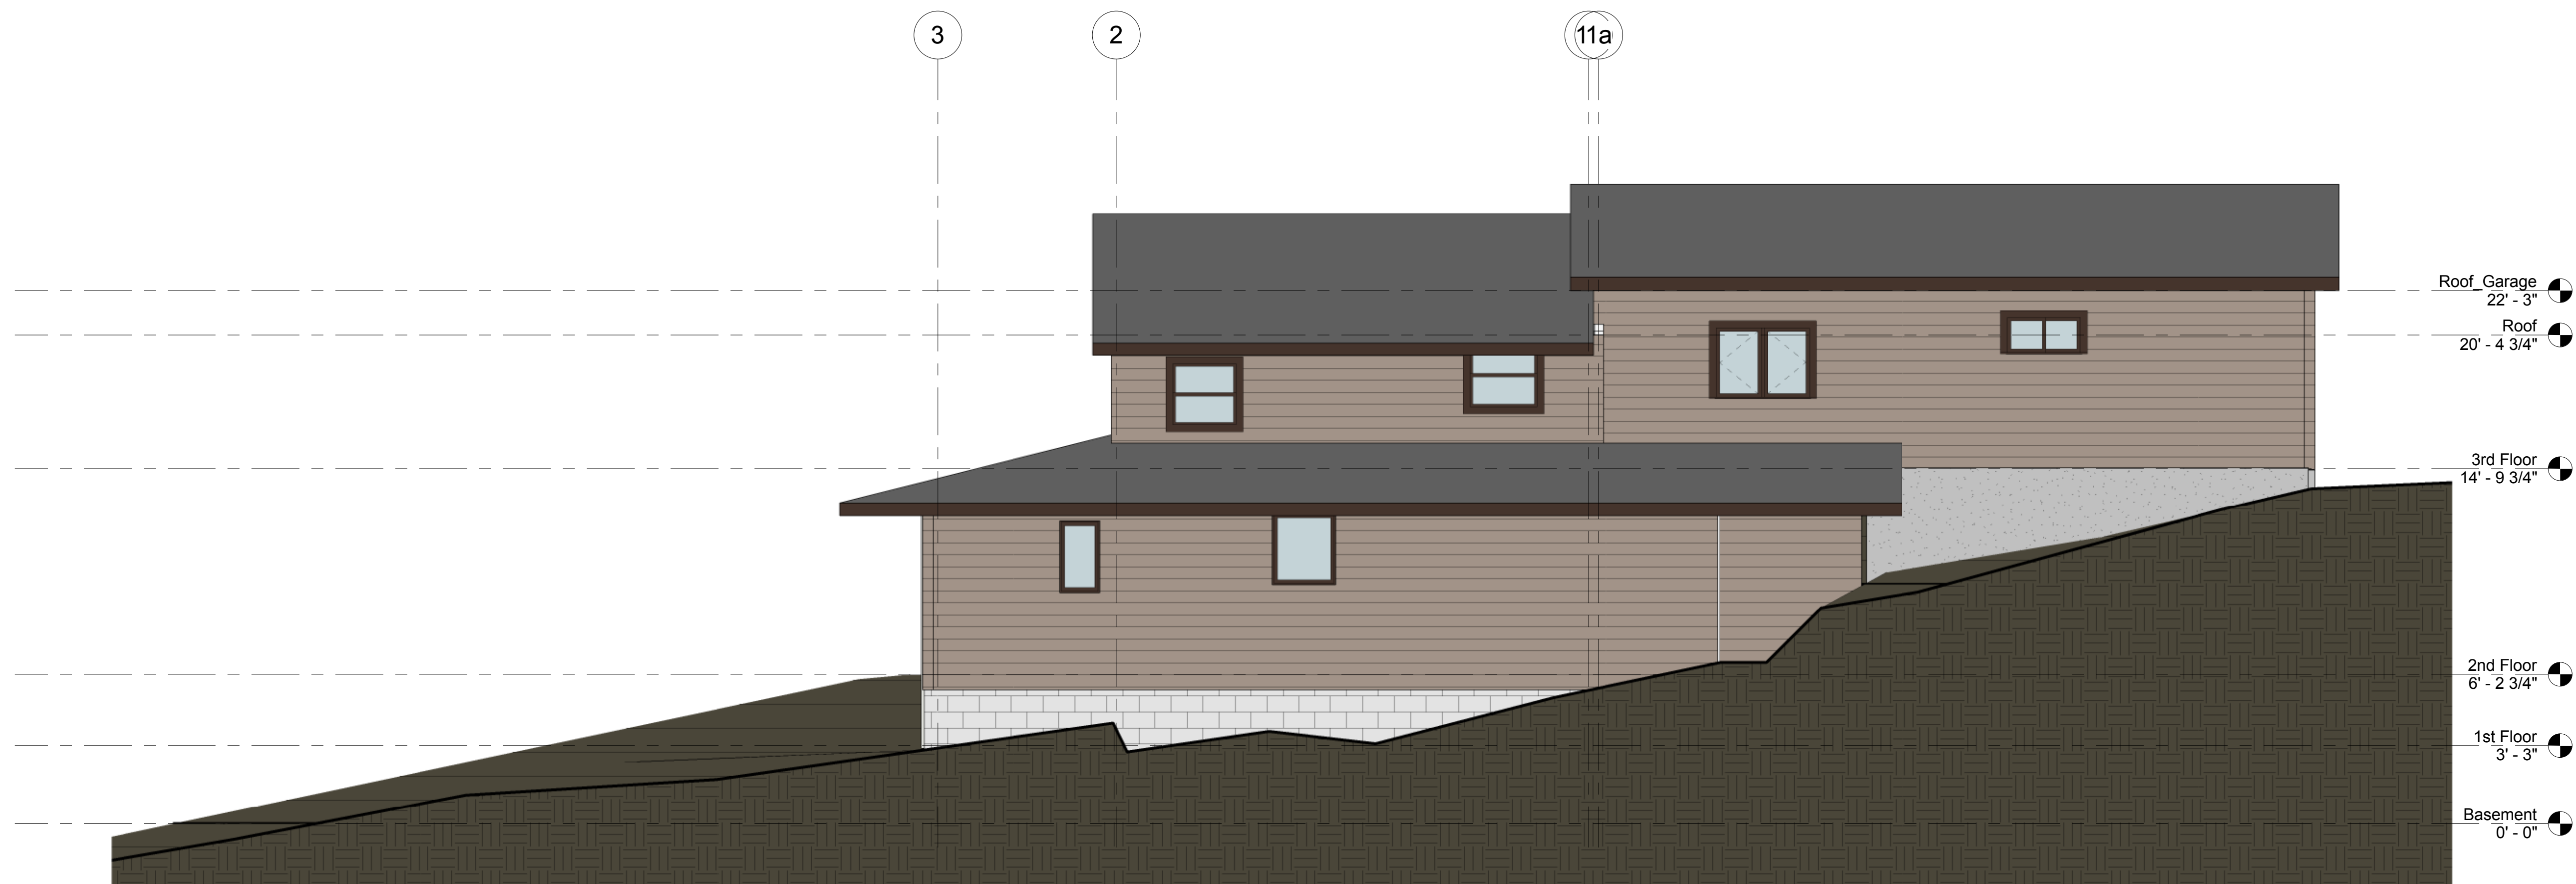 3
2
11a
Roof_Garage
22' - 3"
Roof
20' - 4 3/4"
3rd Floor
14' - 9 3/4"
2nd Floor
6' - 2 3/4"
1st Floor
3' - 3"
Basement
0' - 0"